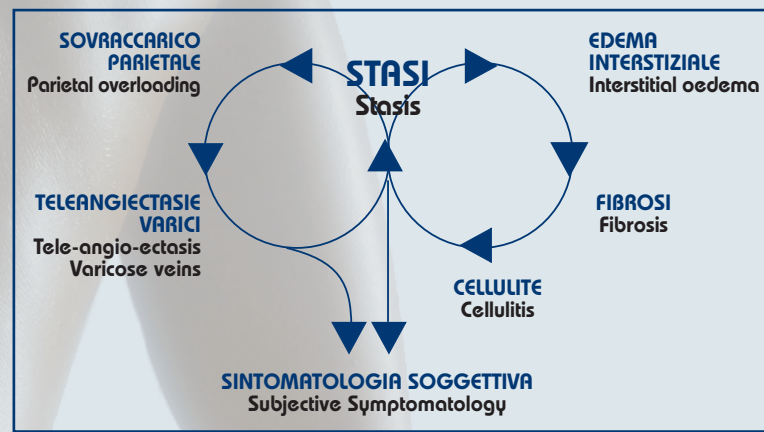 SOVRACCARICO
PARIETALE
Parietal overloading
STASI
Stasis
EDEMA
INTERSTIZIALE
Interstitial oedema
TELEANGIECTASIE
VARICI
Tele-angio-ectasis
Varicose veins
FIBROSI
Fibrosis
CELLULITE
Cellulitis
SINTOMATOLOGIA SOGGETTIVA
Subjective Symptomatology